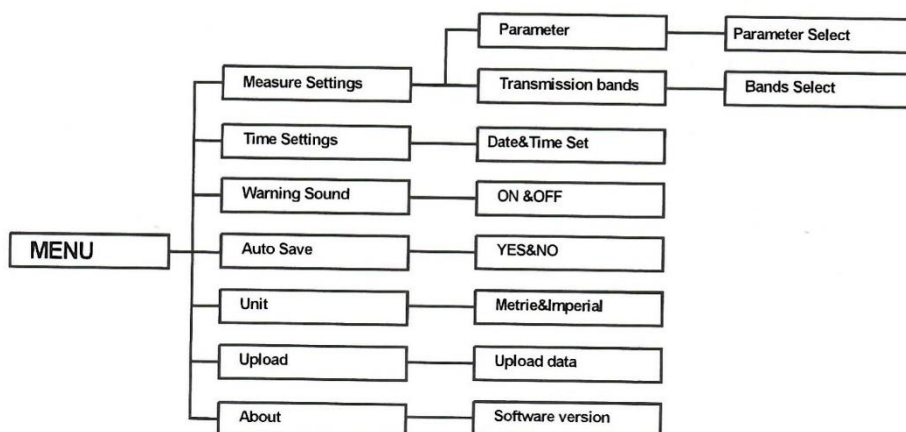 Parameter
Parameter Select
Measure Settings
Transmission bands
Bands Select
Time Settings
Date&Time Set
Warning Sound
ON &OFF
MENU
Auto Save
YES&NO
Unit
Metrie&Imperial
Upload
Upload data
About
Software version